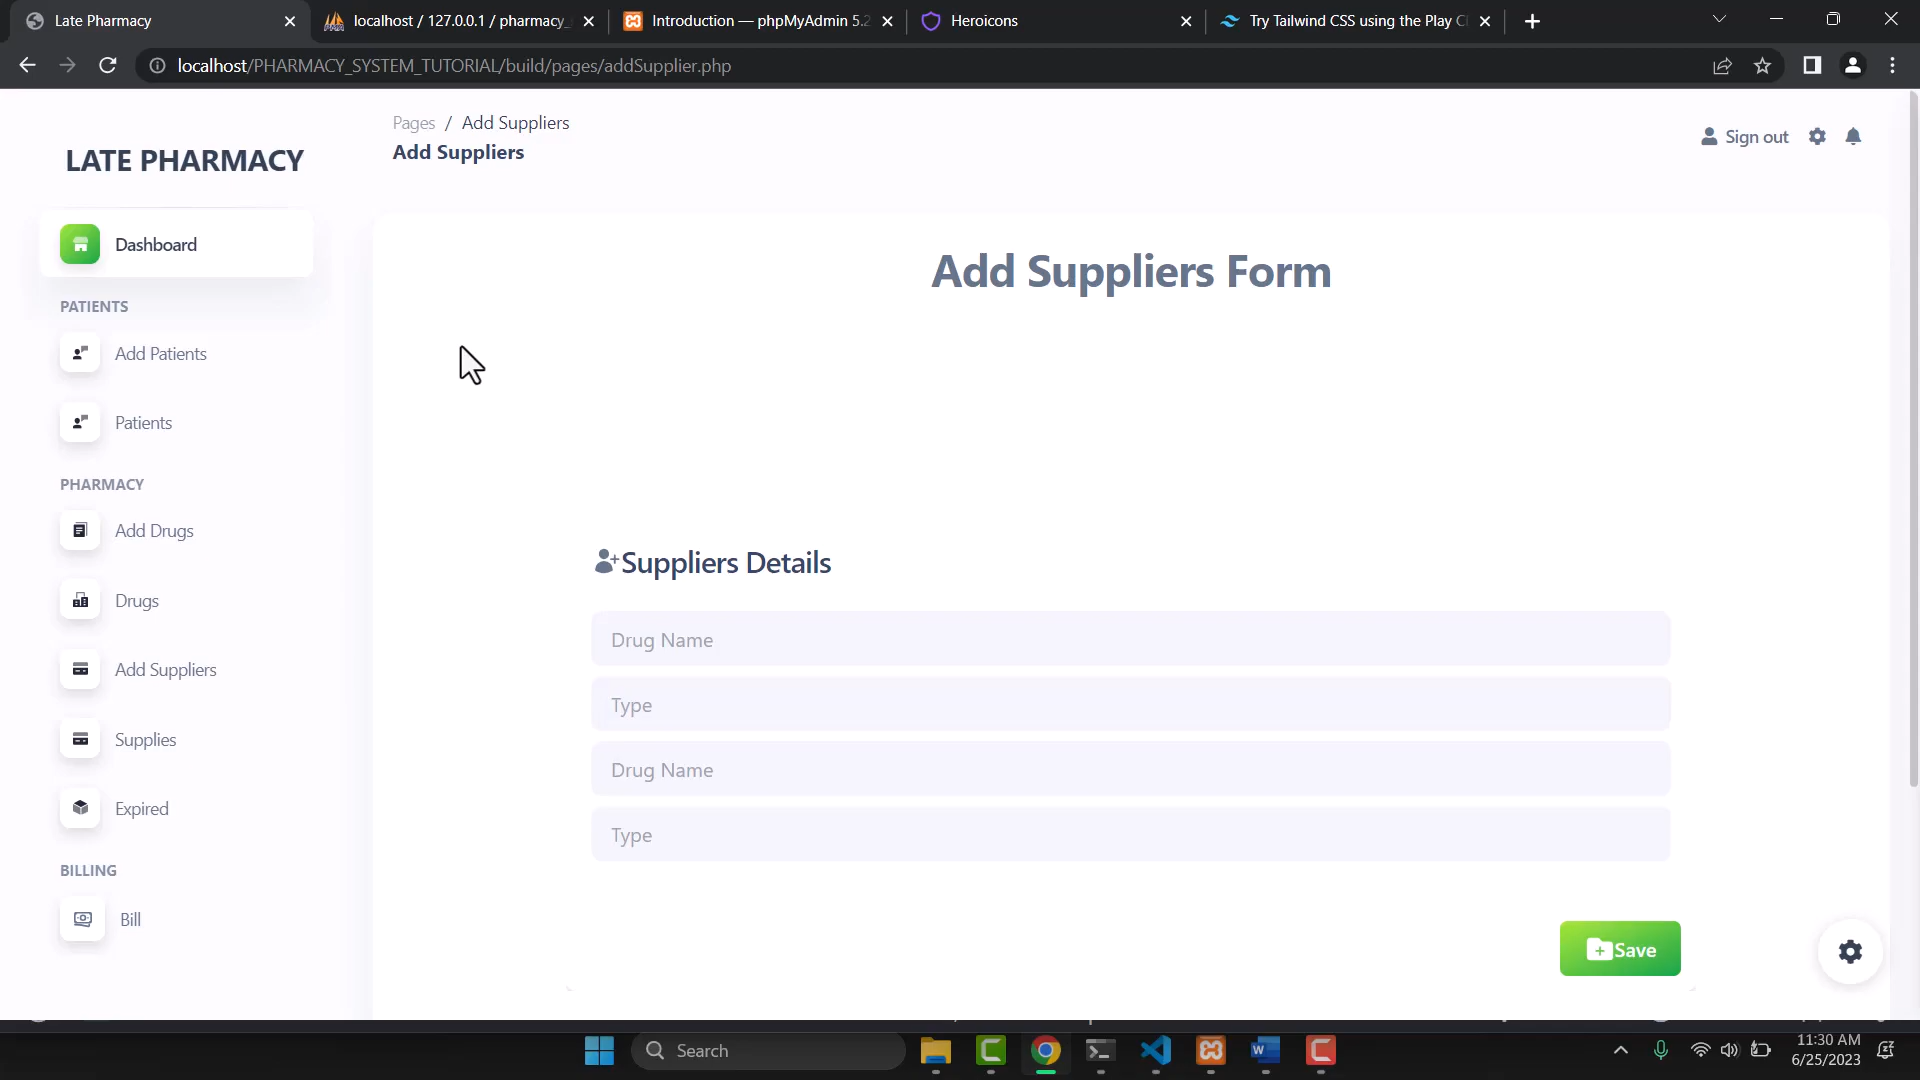 Late Pharmacy
localhost / 127.0.0.1 / pharmacy_
Introduction — phpMyAdmin 5.2
Heroicons
Try Tailwind CSS using the Play C
localhost/PHARMACY_SYSTEM_TUTORIAL/build/pages/addSupplier.php
Pages / Add Suppliers
Add Suppliers
Sign out
LATE PHARMACY
Dashboard
PATIENTS
Add Patients
Patients
PHARMACY
Add Drugs
Drugs
Add Suppliers
Supplies
Expired
BILLING
Bill
Add Suppliers Form
Suppliers Details
Drug Name
Type
Drug Name
Type
Save
Search
11:30 AM
6/25/2023